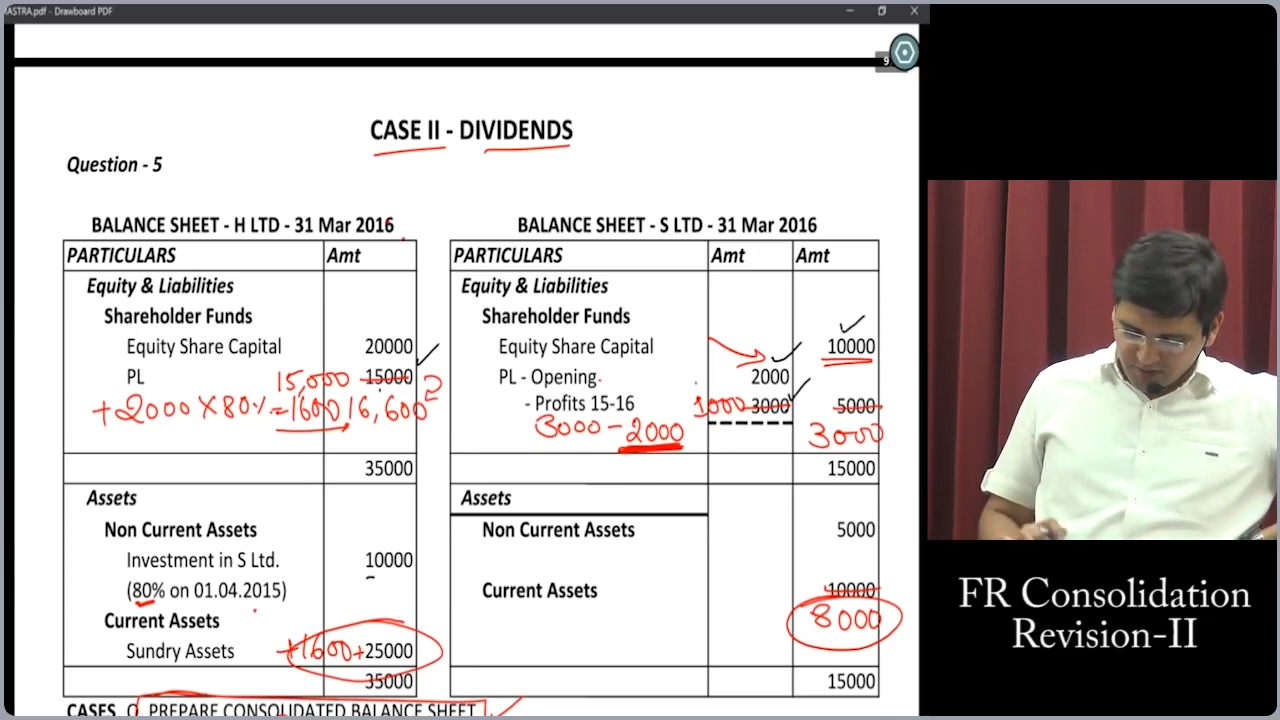 MASTRA.pdf - Drawboard PDF
9
CASE II - DIVIDENDS
Question - 5
BALANCE SHEET - H LTD - 31 Mar 2016
PARTICULARS Amt
Equity & Liabilities
Shareholder Funds
Equity Share Capital 20000
PL 15,000 15000
+2000 X 80% = 1600 16,600
35000
Assets
Non Current Assets
Investment in S Ltd. 10000
(80% on 01.04.2015)
Current Assets
Sundry Assets +1600+ 25000
35000
BALANCE SHEET - S LTD - 31 Mar 2016
PARTICULARS Amt Amt
Equity & Liabilities
Shareholder Funds
Equity Share Capital 10000
PL - Opening 2000
- Profits 15-16 1000 3000 5000
3000 - 2000 3000
15000
Assets
Non Current Assets 5000
Current Assets 10000
8000
15000
CASES PREPARE CONSOLIDATED BALANCE SHEET
FR Consolidation
Revision-II